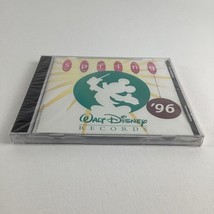 spring
'96
WALT DISNEY
RECORDS